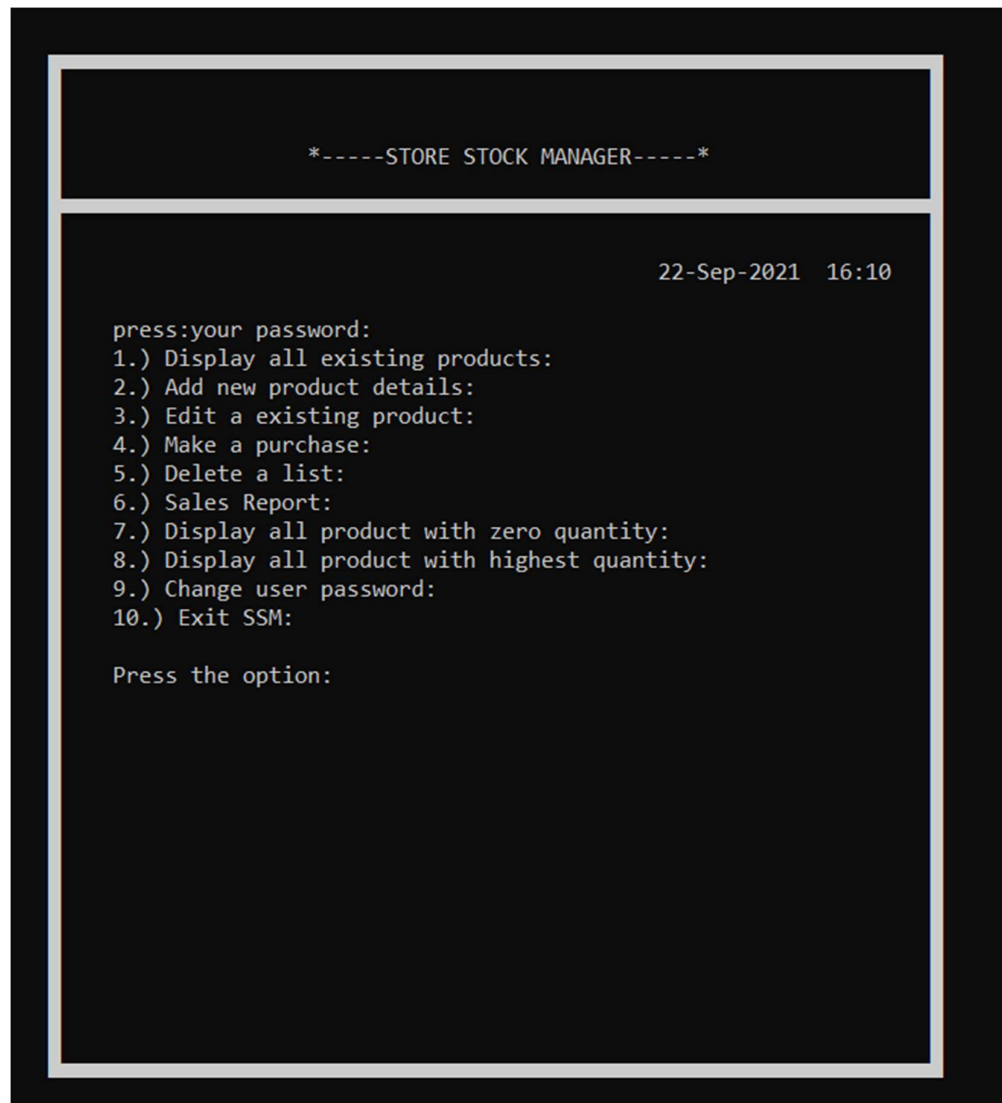 *-----STORE STOCK MANAGER-----*
22-Sep-2021  16:10
press:your password:
1.) Display all existing products:
2.) Add new product details:
3.) Edit a existing product:
4.) Make a purchase:
5.) Delete a list:
6.) Sales Report:
7.) Display all product with zero quantity:
8.) Display all product with highest quantity:
9.) Change user password:
10.) Exit SSM:
Press the option: